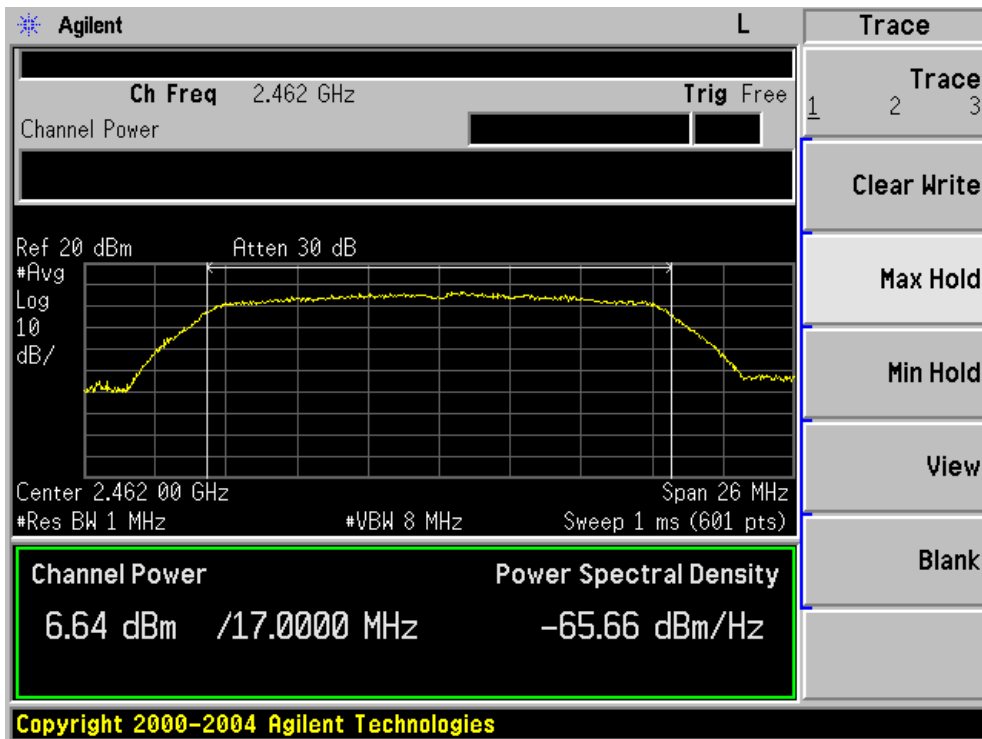 Agilent L Trace
Ch Freq 2.462 GHz Trig Free
Channel Power
Trace
1 2 3
Clear Write
Max Hold
Min Hold
View
Blank
Ref 20 dBm Atten 30 dB
#Avg
Log
10
dB/
Center 2.462 00 GHz Span 26 MHz
#Res BW 1 MHz #VBW 8 MHz Sweep 1 ms (601 pts)
Channel Power Power Spectral Density
6.64 dBm /17.0000 MHz -65.66 dBm/Hz
Copyright 2000-2004 Agilent Technologies